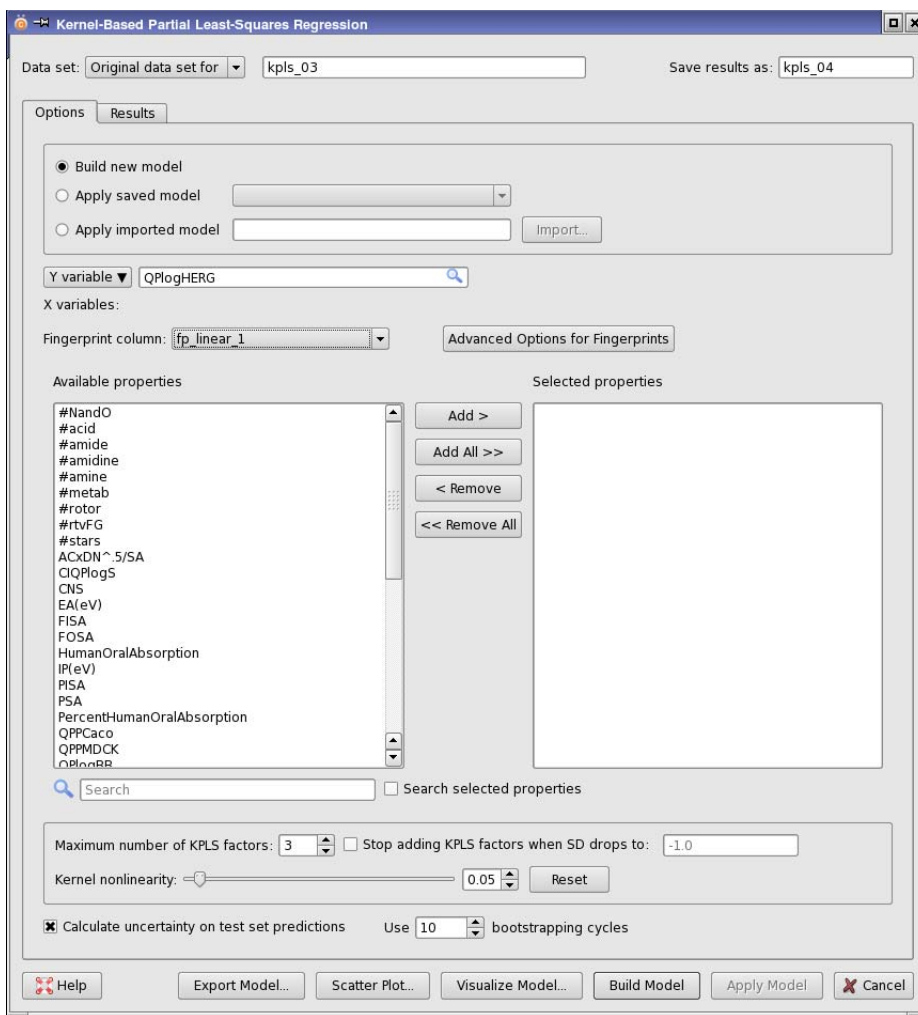 Kernel-Based Partial Least-Squares Regression
Data set: Original data set for kpls_03 Save results as: kpls_04
Options Results
Build new model
Apply saved model
Apply imported model Import...
Y variable QPlogHERG
X variables:
Fingerprint column: fp_linear_1 Advanced Options for Fingerprints
Available properties Selected properties
#NandO
#acid
#amide
#amidine
#amine
#metab
#rotor
#rtvFG
#stars
ACxDN^.5/SA
CIQPlogS
CNS
EA(eV)
FISA
FOSA
HumanOralAbsorption
IP(eV)
PISA
PSA
PercentHumanOralAbsorption
QPPCaco
QPPMDCK
QPlogBB
Add >
Add All >>
< Remove
<< Remove All
Search Search selected properties
Maximum number of KPLS factors: 3 Stop adding KPLS factors when SD drops to: -1.0
Kernel nonlinearity: 0.05 Reset
Calculate uncertainty on test set predictions Use 10 bootstrapping cycles
Help Export Model... Scatter Plot... Visualize Model... Build Model Apply Model Cancel